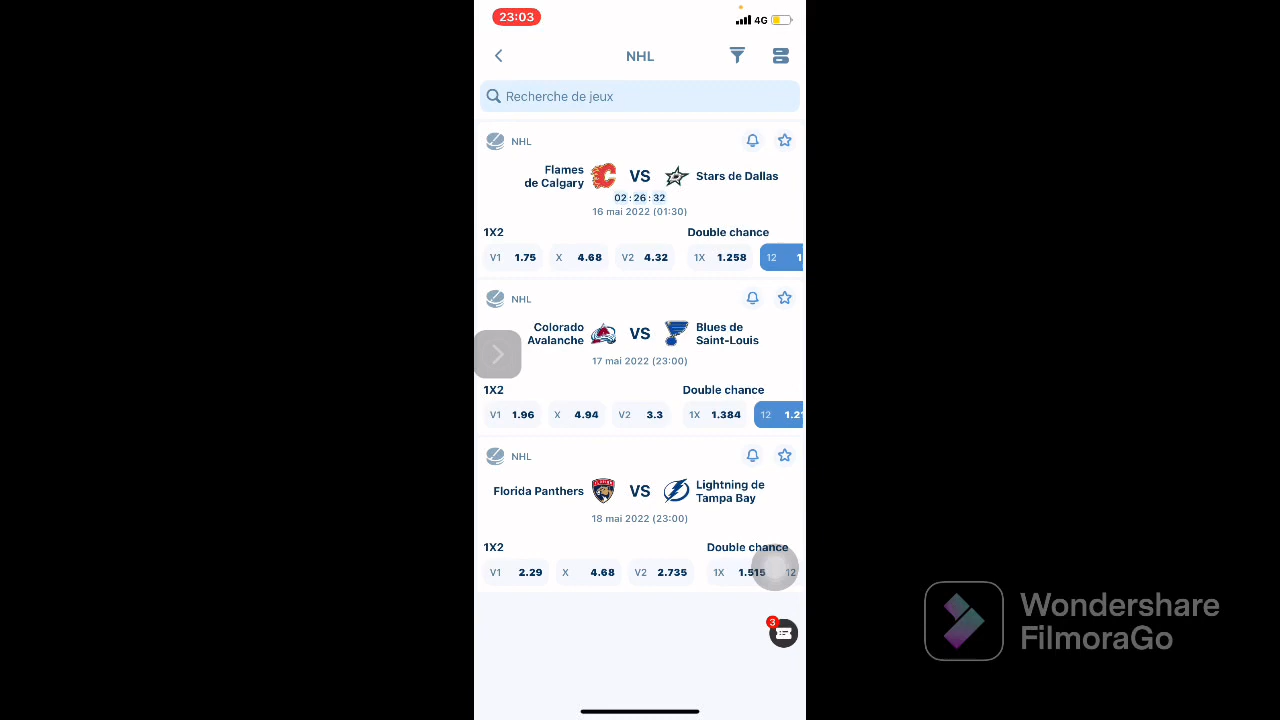 23:03
4G
NHL
Recherche de jeux
NHL
Flames
de Calgary
VS
Stars de Dallas
02 : 26 : 32
16 mai 2022 (01:30)
1X2
Double chance
V1 1.75
X 4.68
V2 4.32
1X 1.258
12 1
NHL
Colorado
Avalanche
VS
Blues de
Saint-Louis
17 mai 2022 (23:00)
1X2
Double chance
V1 1.96
X 4.94
V2 3.3
1X 1.384
12
NHL
Florida Panthers
VS
Lightning de
Tampa Bay
18 mai 2022 (23:00)
1X2
Double chance
V1 2.29
X 4.68
V2 2.735
1X 1.515
12
3
Wondershare
FilmoraGo